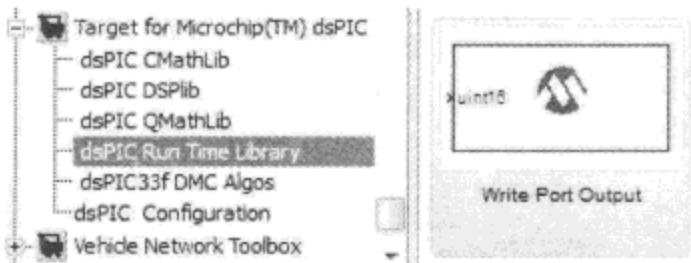 Target for Microchip(TM) dsPIC
dsPIC CMathLib
dsPIC DSPlib
dsPIC QMathLib
dsPIC Run Time Library
dsPIC33f DMC Algos
dsPIC Configuration
Vehicle Network Toolbox
uint16
Write Port Output